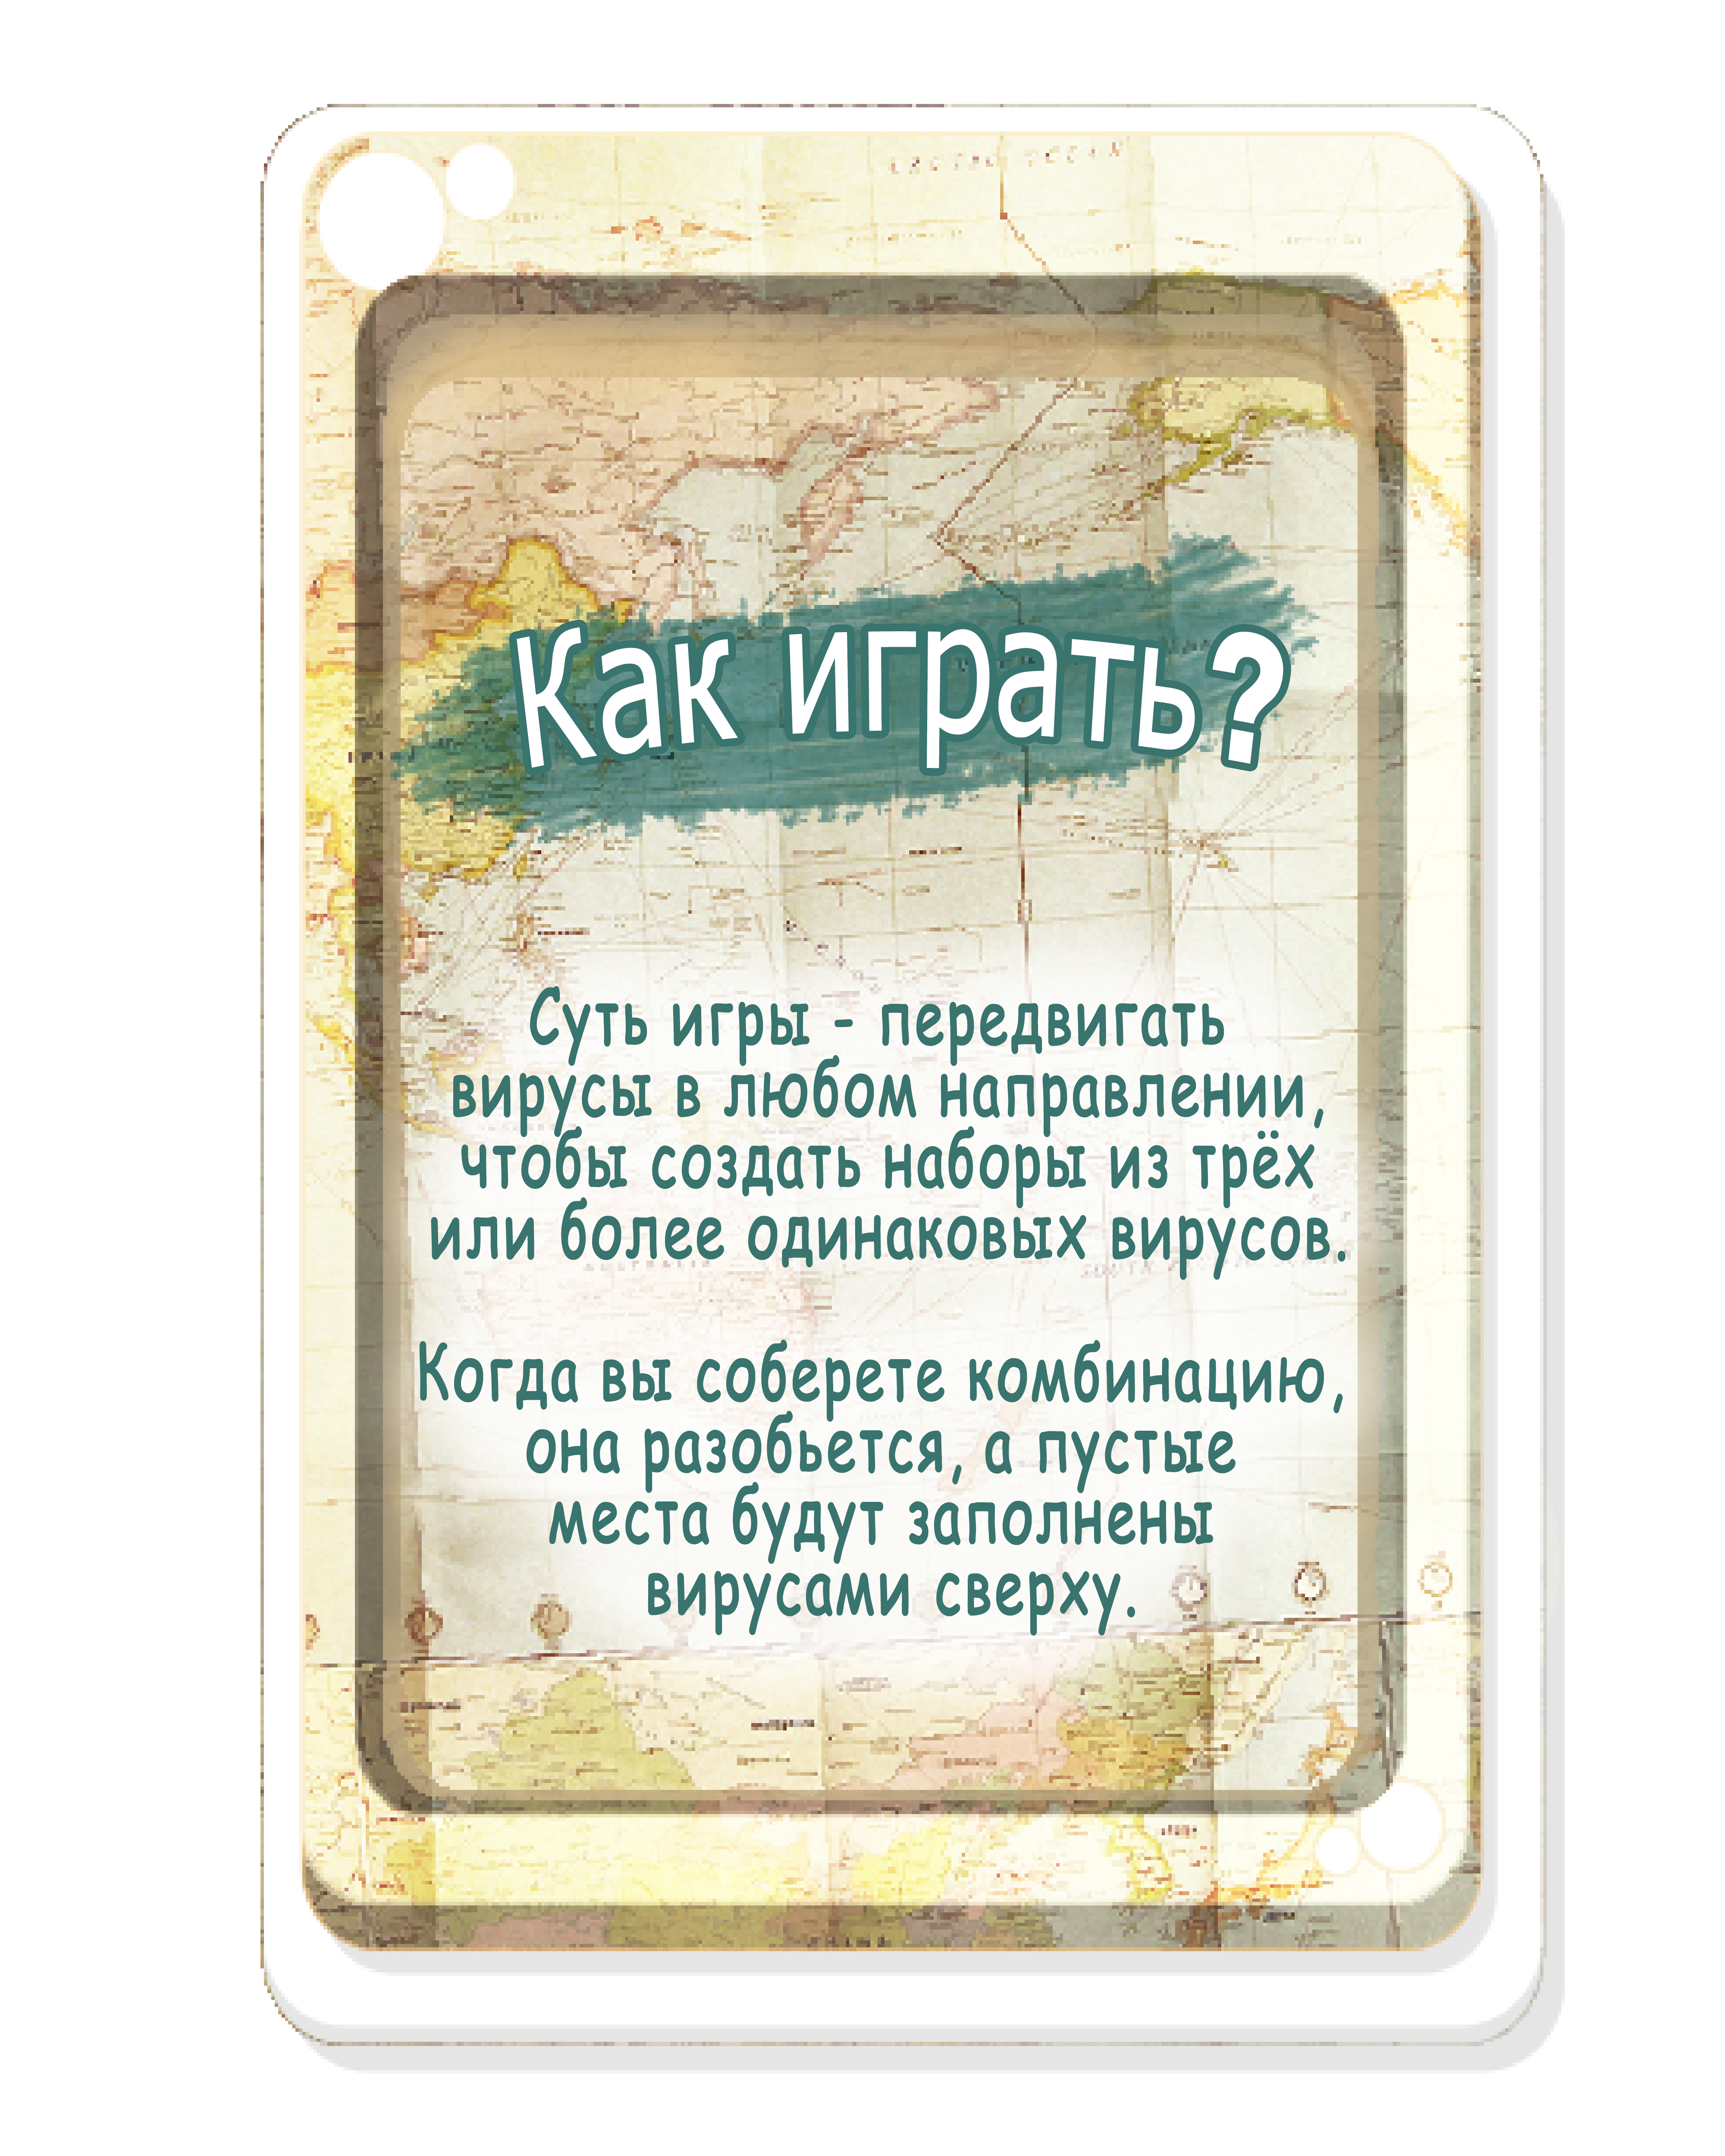 Как играть?
Суть игры - передвигать
вирусы в любом направлении,
чтобы создать наборы из трёх
или более одинаковых вирусов.
Когда вы соберете комбинацию,
она разобьется, а пустые
места будут заполнены
вирусами сверху.